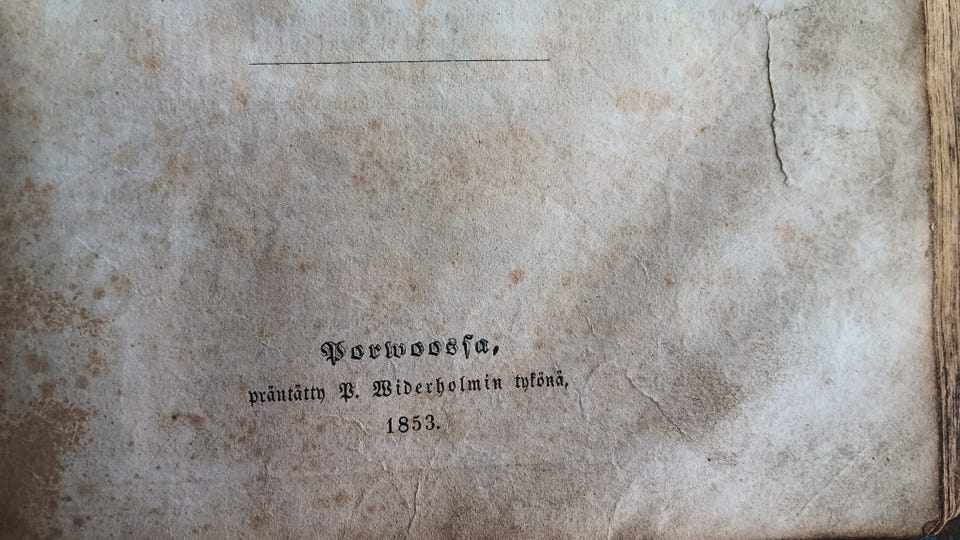 Porwoossa,
präntätty P. Widerholmin tykönä,
1853.